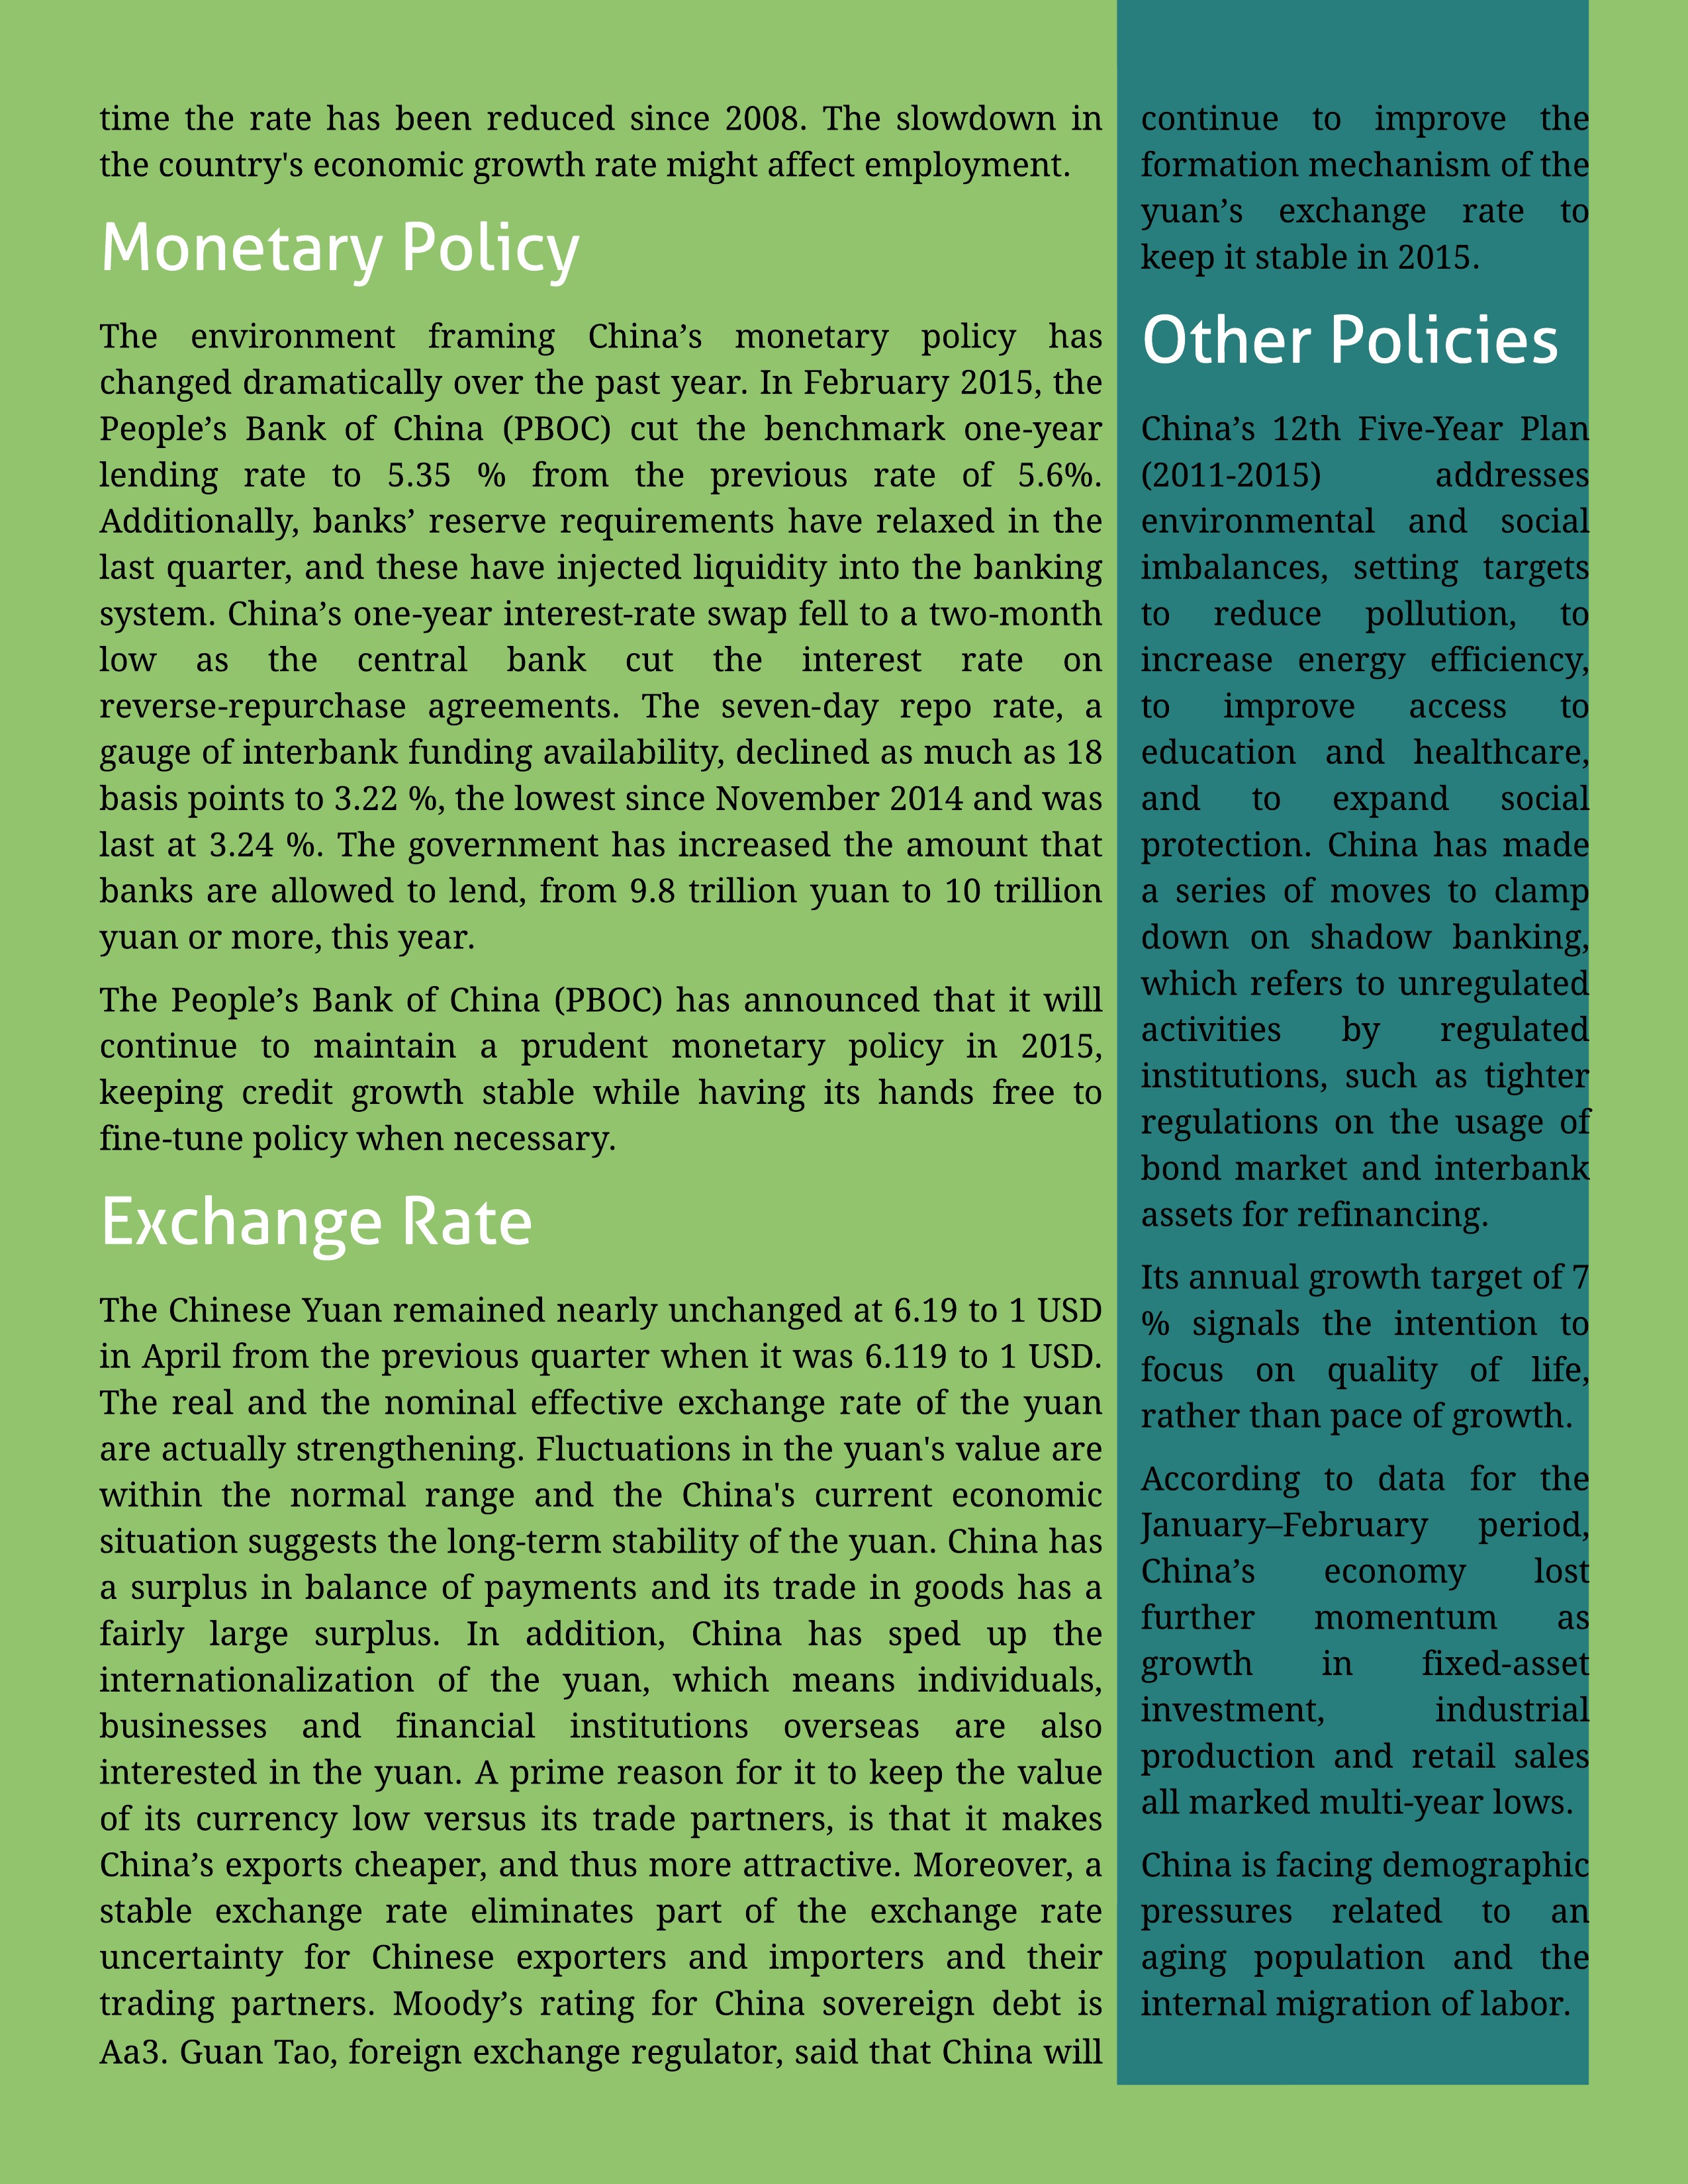 time the rate has been reduced since 2008. The slowdown in
the country's economic growth rate might affect employment.
Monetary Policy
The environment framing China’s monetary policy has
changed dramatically over the past year. In February 2015, the
People’s Bank of China (PBOC) cut the benchmark one-year
lending rate to 5.35 % from the previous rate of 5.6%.
Additionally, banks’ reserve requirements have relaxed in the
last quarter, and these have injected liquidity into the banking
system. China’s one-year interest-rate swap fell to a two-month
low as the central bank cut the interest rate on
reverse-repurchase agreements. The seven-day repo rate, a
gauge of interbank funding availability, declined as much as 18
basis points to 3.22 %, the lowest since November 2014 and was
last at 3.24 %. The government has increased the amount that
banks are allowed to lend, from 9.8 trillion yuan to 10 trillion
yuan or more, this year.
The People’s Bank of China (PBOC) has announced that it will
continue to maintain a prudent monetary policy in 2015,
keeping credit growth stable while having its hands free to
fine-tune policy when necessary.
Exchange Rate
The Chinese Yuan remained nearly unchanged at 6.19 to 1 USD
in April from the previous quarter when it was 6.119 to 1 USD.
The real and the nominal effective exchange rate of the yuan
are actually strengthening. Fluctuations in the yuan's value are
within the normal range and the China's current economic
situation suggests the long-term stability of the yuan. China has
a surplus in balance of payments and its trade in goods has a
fairly large surplus. In addition, China has sped up the
internationalization of the yuan, which means individuals,
businesses and financial institutions overseas are also
interested in the yuan. A prime reason for it to keep the value
of its currency low versus its trade partners, is that it makes
China’s exports cheaper, and thus more attractive. Moreover, a
stable exchange rate eliminates part of the exchange rate
uncertainty for Chinese exporters and importers and their
trading partners. Moody’s rating for China sovereign debt is
Aa3. Guan Tao, foreign exchange regulator, said that China will
continue to improve the
formation mechanism of the
yuan’s exchange rate to
keep it stable in 2015.
Other Policies
China’s 12th Five-Year Plan
(2011-2015) addresses
environmental and social
imbalances, setting targets
to reduce pollution, to
increase energy efficiency,
to improve access to
education and healthcare,
and to expand social
protection. China has made
a series of moves to clamp
down on shadow banking,
which refers to unregulated
activities by regulated
institutions, such as tighter
regulations on the usage of
bond market and interbank
assets for refinancing.
Its annual growth target of 7
% signals the intention to
focus on quality of life,
rather than pace of growth.
According to data for the
January–February period,
China’s economy lost
further momentum as
growth in fixed-asset
investment, industrial
production and retail sales
all marked multi-year lows.
China is facing demographic
pressures related to an
aging population and the
internal migration of labor.